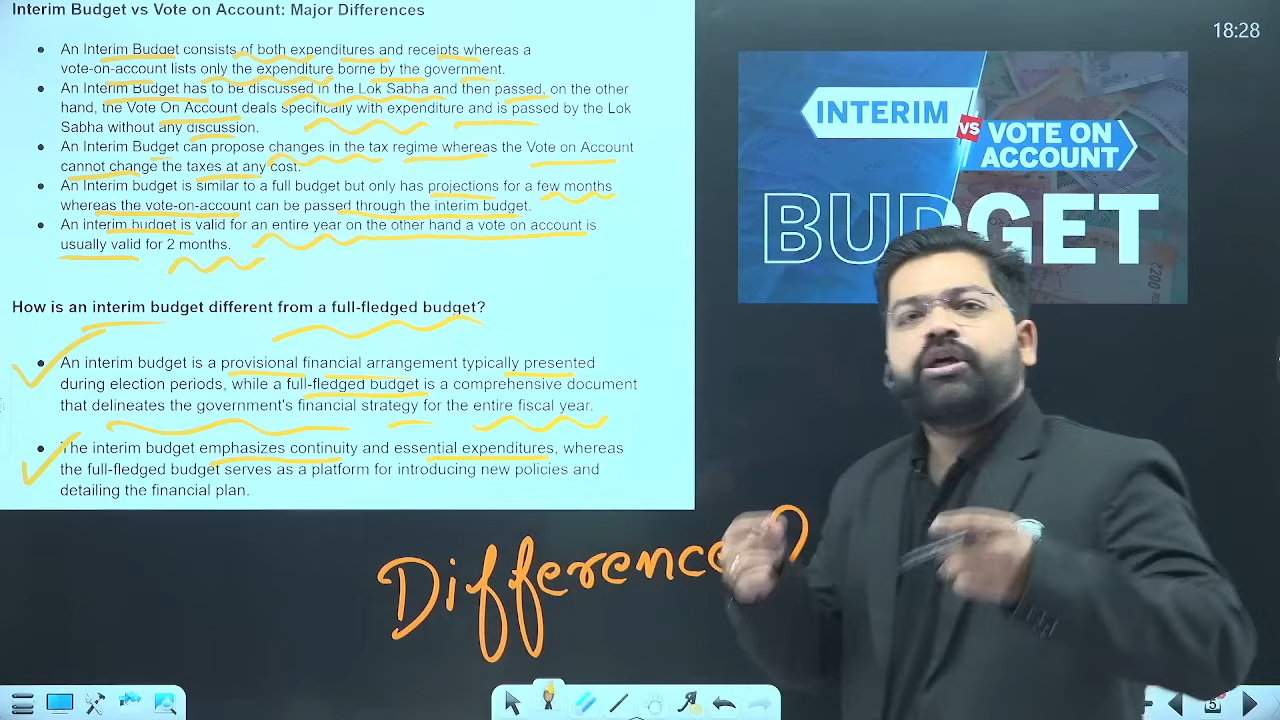 Interim Budget vs Vote on Account: Major Differences
18:28
● An Interim Budget consists of both expenditures and receipts whereas a
vote-on-account lists only the expenditure borne by the government.
● An Interim Budget has to be discussed in the Lok Sabha and then passed, on the other
hand, the Vote On Account deals specifically with expenditure and is passed by the Lok
Sabha without any discussion.
● An Interim Budget can propose changes in the tax regime whereas the Vote on Account
cannot change the taxes at any cost.
● An Interim budget is similar to a full budget but only has projections for a few months
whereas the vote-on-account can be passed through the interim budget.
● An interim budget is valid for an entire year on the other hand a vote on account is
usually valid for 2 months.
INTERIM
VS
VOTE ON
ACCOUNT
BUDGET
₹200
How is an interim budget different from a full-fledged budget?
● An interim budget is a provisional financial arrangement typically presented
during election periods, while a full-fledged budget is a comprehensive document
that delineates the government's financial strategy for the entire fiscal year.
● The interim budget emphasizes continuity and essential expenditures, whereas
the full-fledged budget serves as a platform for introducing new policies and
detailing the financial plan.
Difference ?